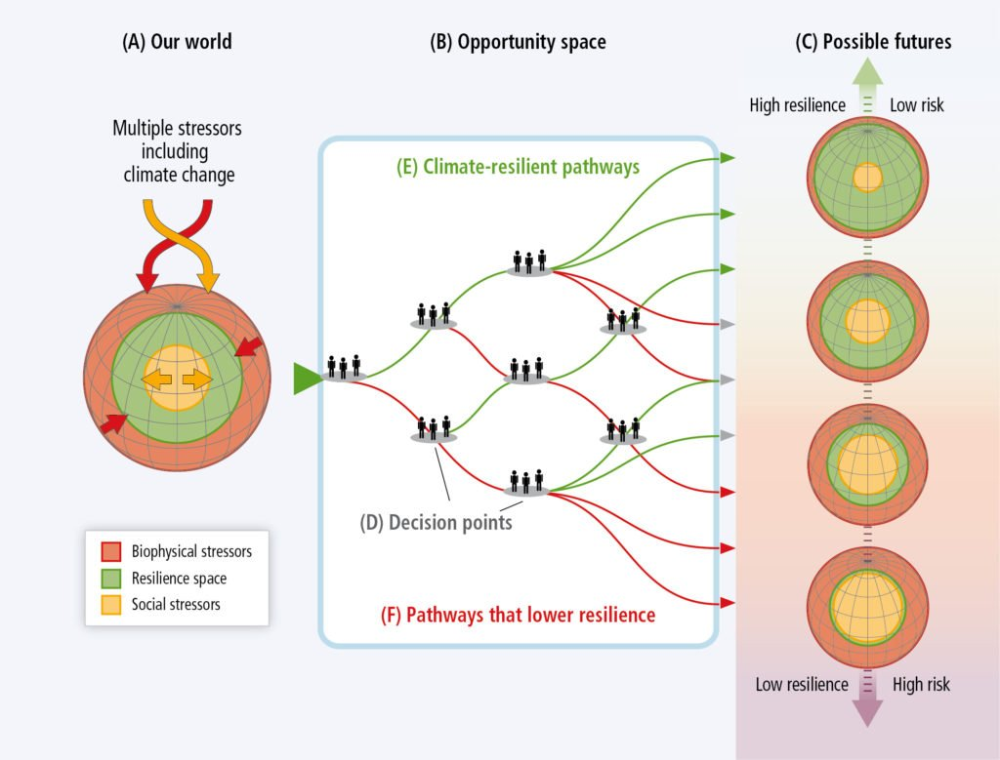 (A) Our world
(B) Opportunity space
(C) Possible futures
Multiple stressors
including
climate change
High resilience
Low risk
(E) Climate-resilient pathways
(D) Decision points
(F) Pathways that lower resilience
Biophysical stressors
Resilience space
Social stressors
Low resilience
High risk